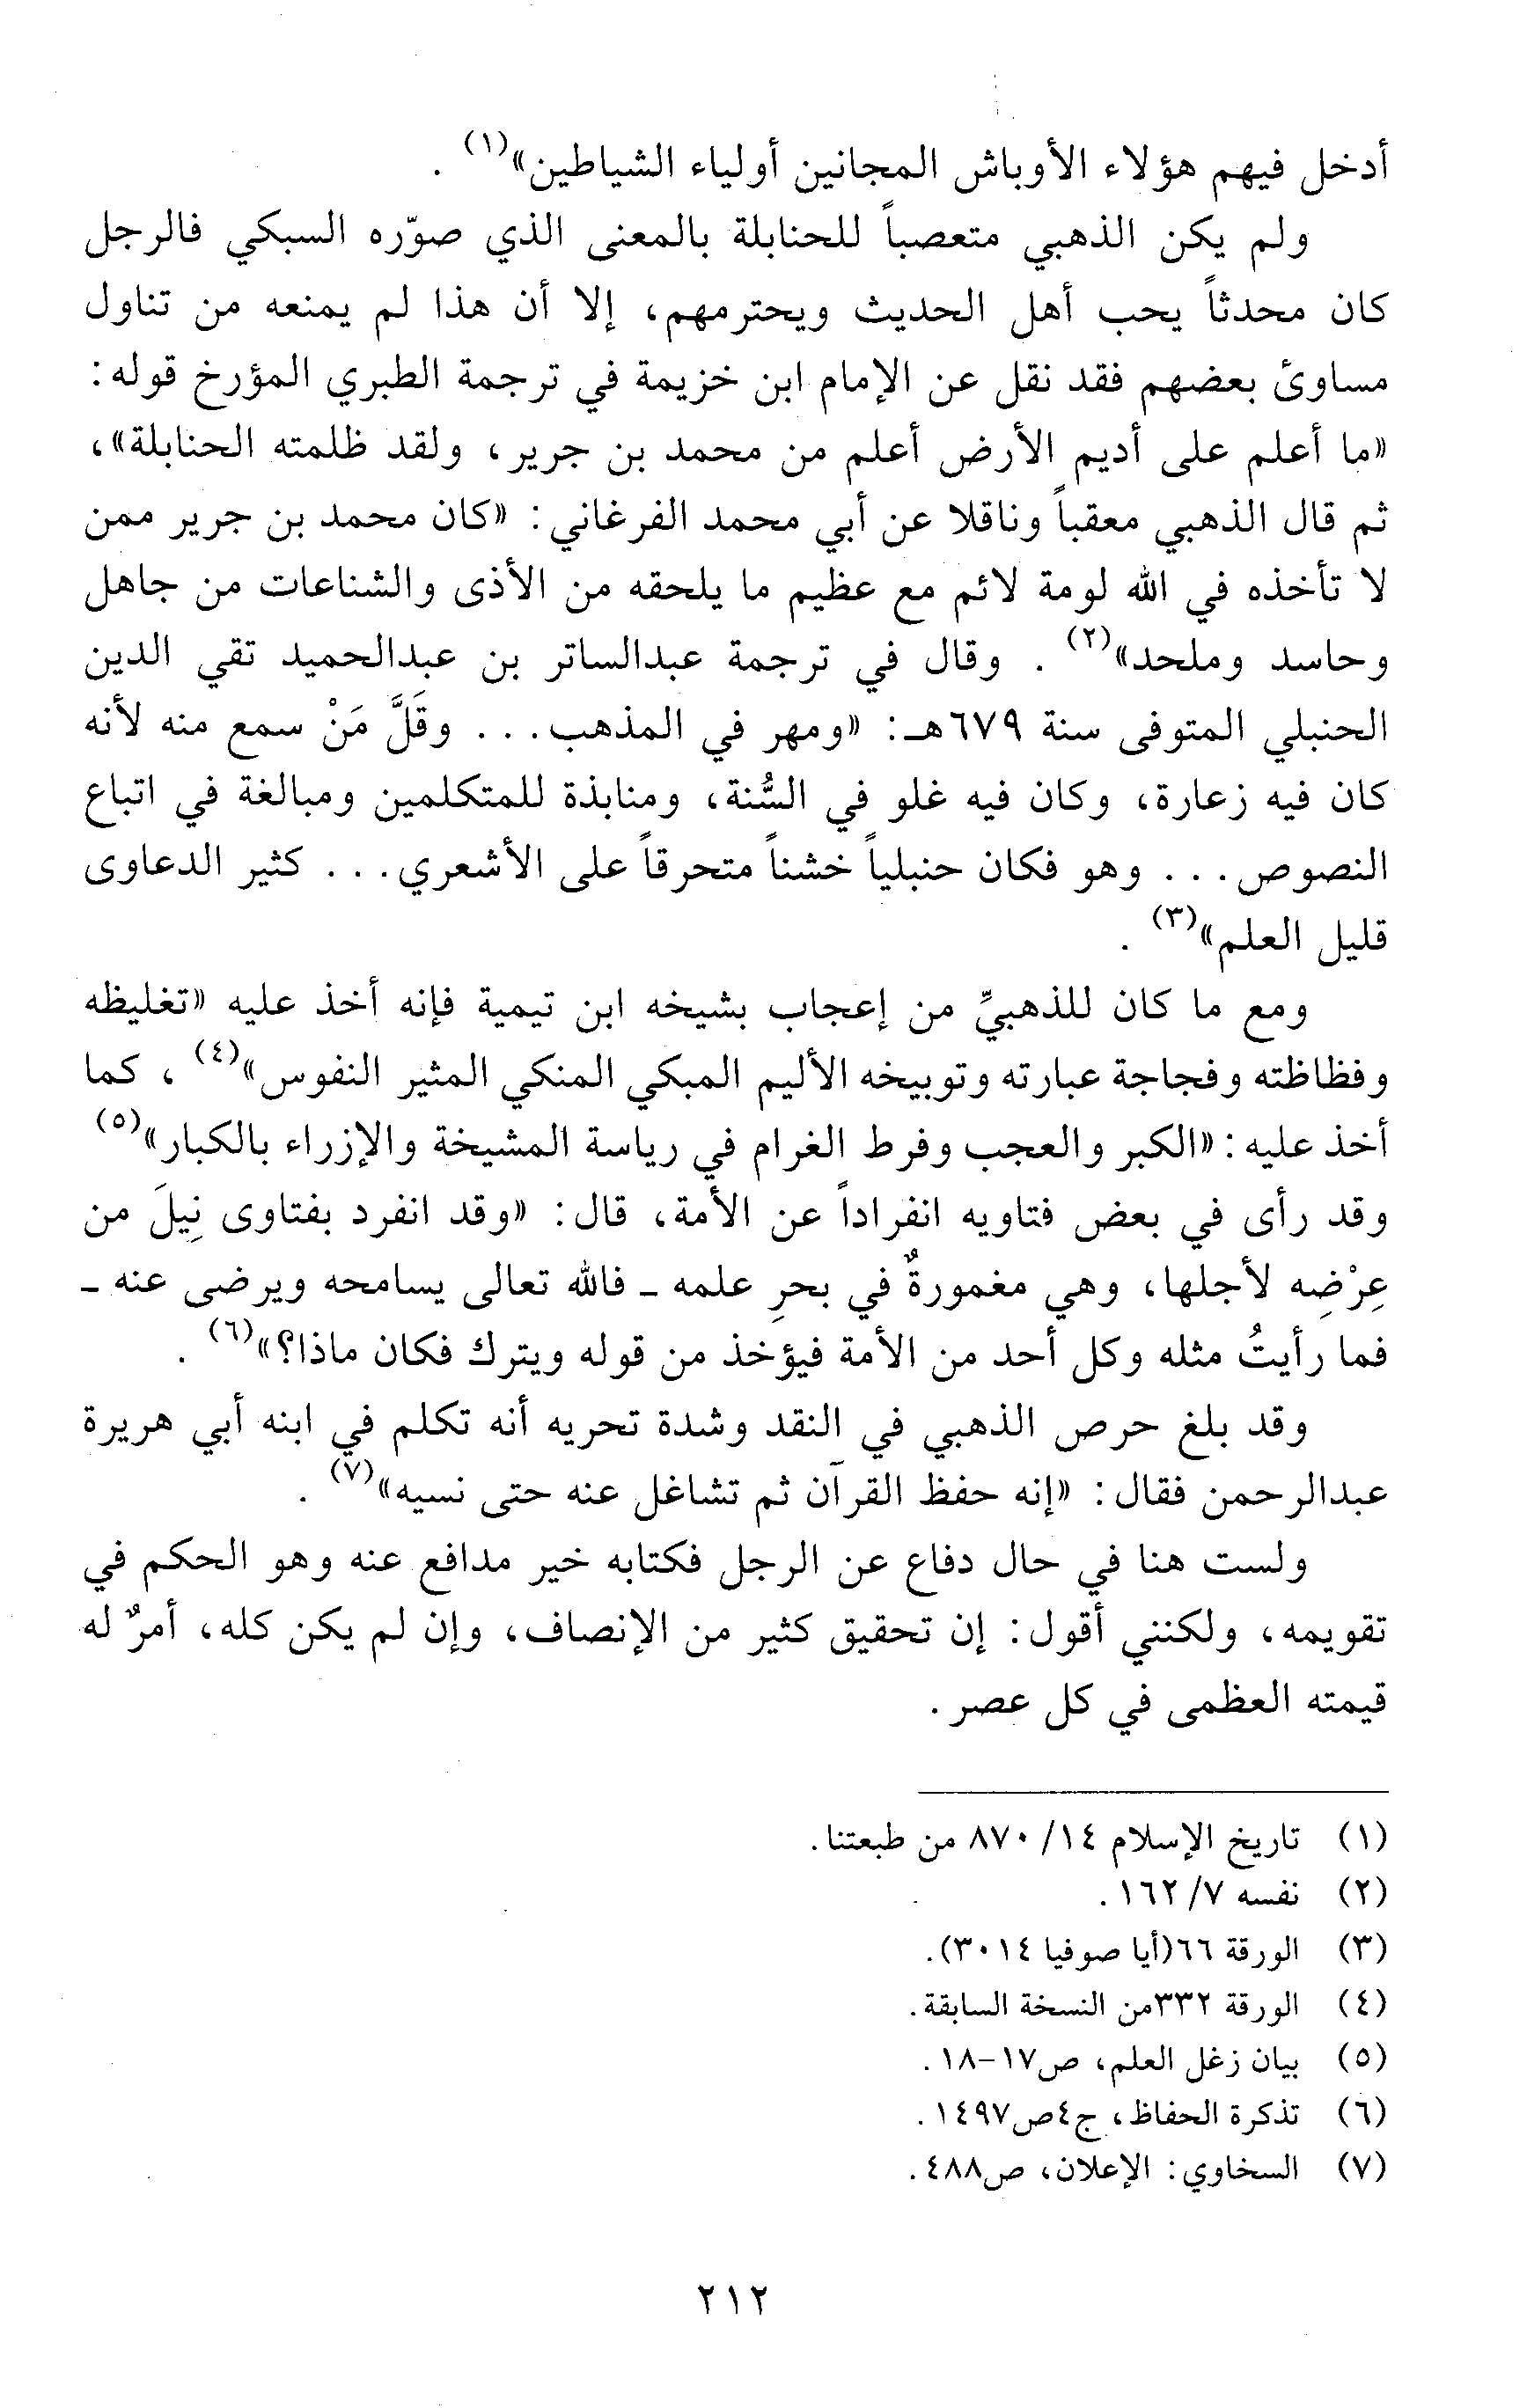 أدخل فيهم هؤلاء الأوباش المجانين أولياء الشياطين»(١) .
ولم يكن الذهبي متعصباً للحنابلة بالمعنى الذي صوّره السبكي فالرجل
كان محدثاً يحب أهل الحديث ويحترمهم، إلا أن هذا لم يمنعه من تناول
مساوئ بعضهم فقد نقل عن الإمام ابن خزيمة في ترجمة الطبري المؤرخ قوله:
«ما أعلم على أديم الأرض أعلم من محمد بن جرير، ولقد ظلمته الحنابلة»،
ثم قال الذهبي معقباً وناقلا عن أبي محمد الفرغاني: «كان محمد بن جرير ممن
لا تأخذه في الله لومة لائم مع عظيم ما يلحقه من الأذى والشناعات من جاهل
وحاسد وملحد»(٢) . وقال في ترجمة عبدالساتر بن عبدالحميد تقي الدين
الحنبلي المتوفى سنة ٦٧٩هـ: «ومهر في المذهب... وقَلَّ مَنْ سمع منه لأنه
كان فيه زعارة، وكان فيه غلو في السُّنة، ومنابذة للمتكلمين ومبالغة في اتباع
النصوص... وهو فكان حنبلياً خشناً متحرقاً على الأشعري... كثير الدعاوى
قليل العلم»(٣) .
ومع ما كان للذهبيِّ من إعجاب بشيخه ابن تيمية فإنه أخذ عليه «تغليظه
وفظاظته وفجاجة عبارته وتوبيخه الأليم المبكي المنكي المثير النفوس»(٤) ، كما
أخذ عليه: «الكبر والعجب وفرط الغرام في رياسة المشيخة والإزراء بالكبار»(٥)
وقد رأى في بعض فتاويه انفراداً عن الأمة، قال: «وقد انفرد بفتاوى نِيلَ من
عِرْضِه لأجلها، وهي مغمورةٌ في بحرِ علمه - فالله تعالى يسامحه ويرضى عنه -
فما رأيتُ مثله وكل أحد من الأمة فيؤخذ من قوله ويترك فكان ماذا؟»(٦) .
وقد بلغ حرص الذهبي في النقد وشدة تحريه أنه تكلم في ابنه أبي هريرة
عبدالرحمن فقال: «إنه حفظ القرآن ثم تشاغل عنه حتى نسيه»(٧) .
ولست هنا في حال دفاع عن الرجل فكتابه خير مدافع عنه وهو الحكم في
تقويمه، ولكنني أقول: إن تحقيق كثير من الإنصاف، وإن لم يكن كله، أمرٌ له
قيمته العظمى في كل عصر.
(١) تاريخ الإسلام ١٤/ ٨٧٠ من طبعتنا.
(٢) نفسه ٧/ ١٦٢.
(٣) الورقة ٦٦(أيا صوفيا ٣٠١٤).
(٤) الورقة ٣٣٢من النسخة السابقة.
(٥) بيان زغل العلم، ص١٧-١٨.
(٦) تذكرة الحفاظ، ج٤ص١٤٩٧.
(٧) السخاوي: الإعلان، ص٤٨٨.
٢١٢